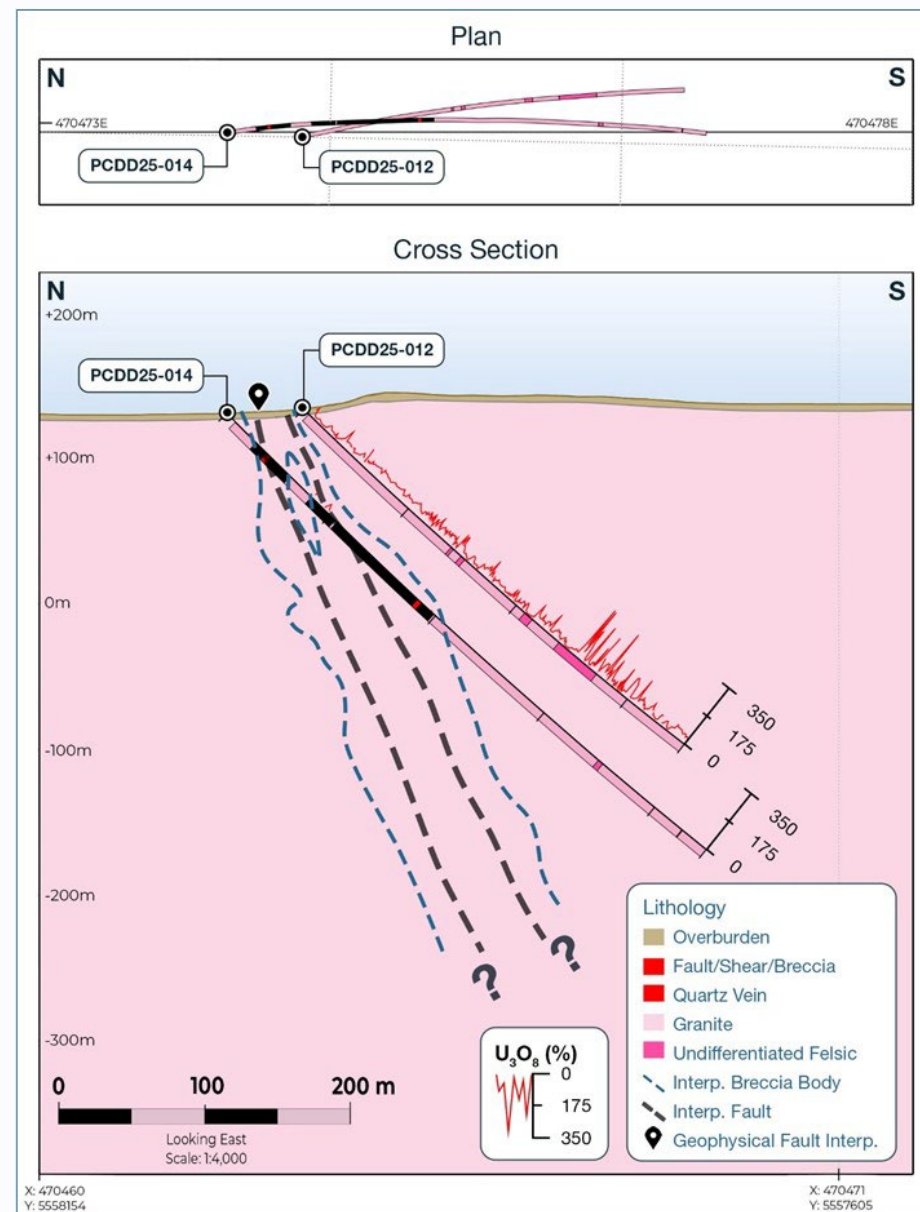 Plan
N
S
470473E
470478E
PCDD25-014
PCDD25-012
Cross Section
N
S
+200m
PCDD25-012
PCDD25-014
+100m
0m
350
175
0
-100m
350
175
0
-200m
Lithology
Overburden
Fault/Shear/Breccia
Quartz Vein
Granite
Undifferentiated Felsic
Interp. Breccia Body
Interp. Fault
Geophysical Fault Interp.
?
?
-300m
U₃O₈ (%)
0
175
350
0 100 200 m
Looking East
Scale: 1:4,000
X: 470460
Y: 5558154
X: 470471
Y: 5557605